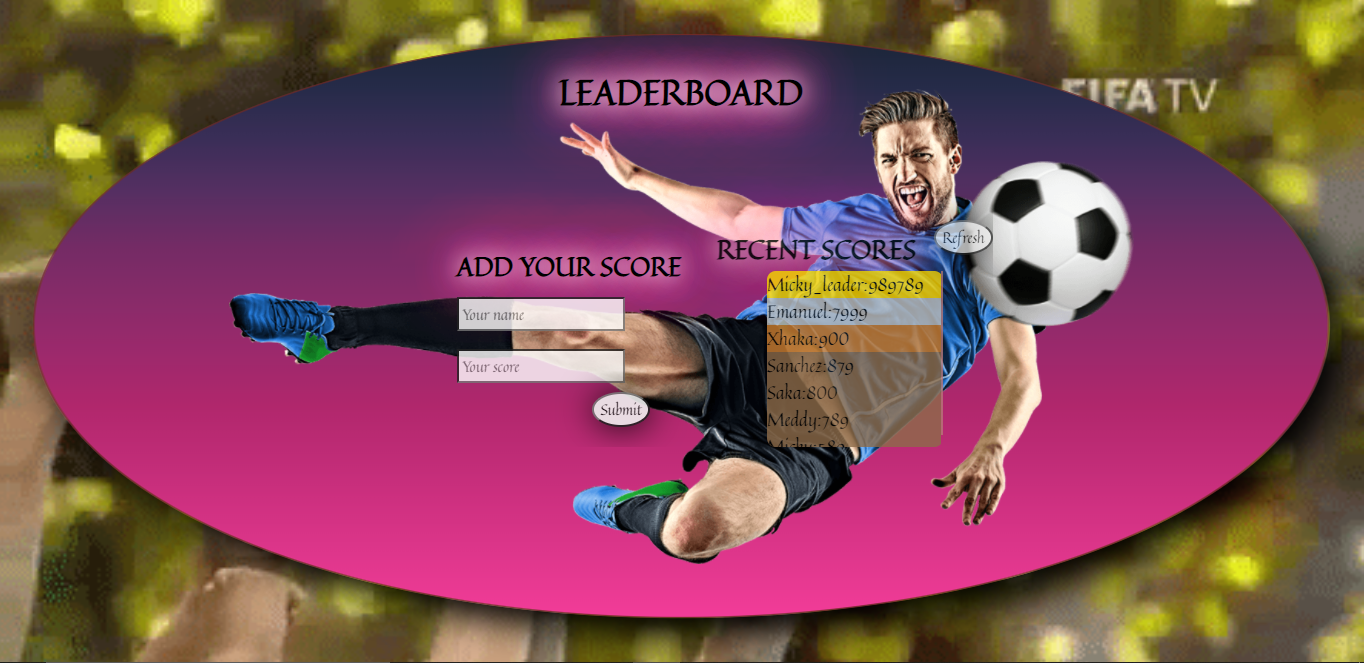 LEADERBOARD
FIFA TV
RECENT SCORES
Refresh
ADD YOUR SCORE
Micky_leader:989789
Your name
Emanuel:7999
Xhaka:900
Your score
Sanchez:879
Saka:800
Submit
Meddy:789